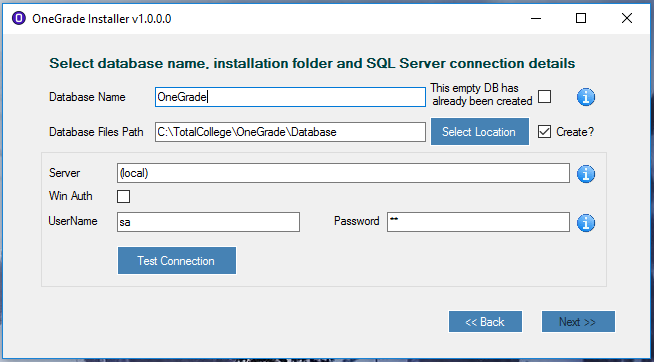 OneGrade Installer v1.0.0.0
Select database name, installation folder and SQL Server connection details
Database Name
OneGrade
This empty DB has
already been created
Database Files Path
C:\TotalCollege\OneGrade\Database
Select Location
Create?
Server
(local)
Win Auth
UserName
sa
Password
**
Test Connection
<< Back
Next >>